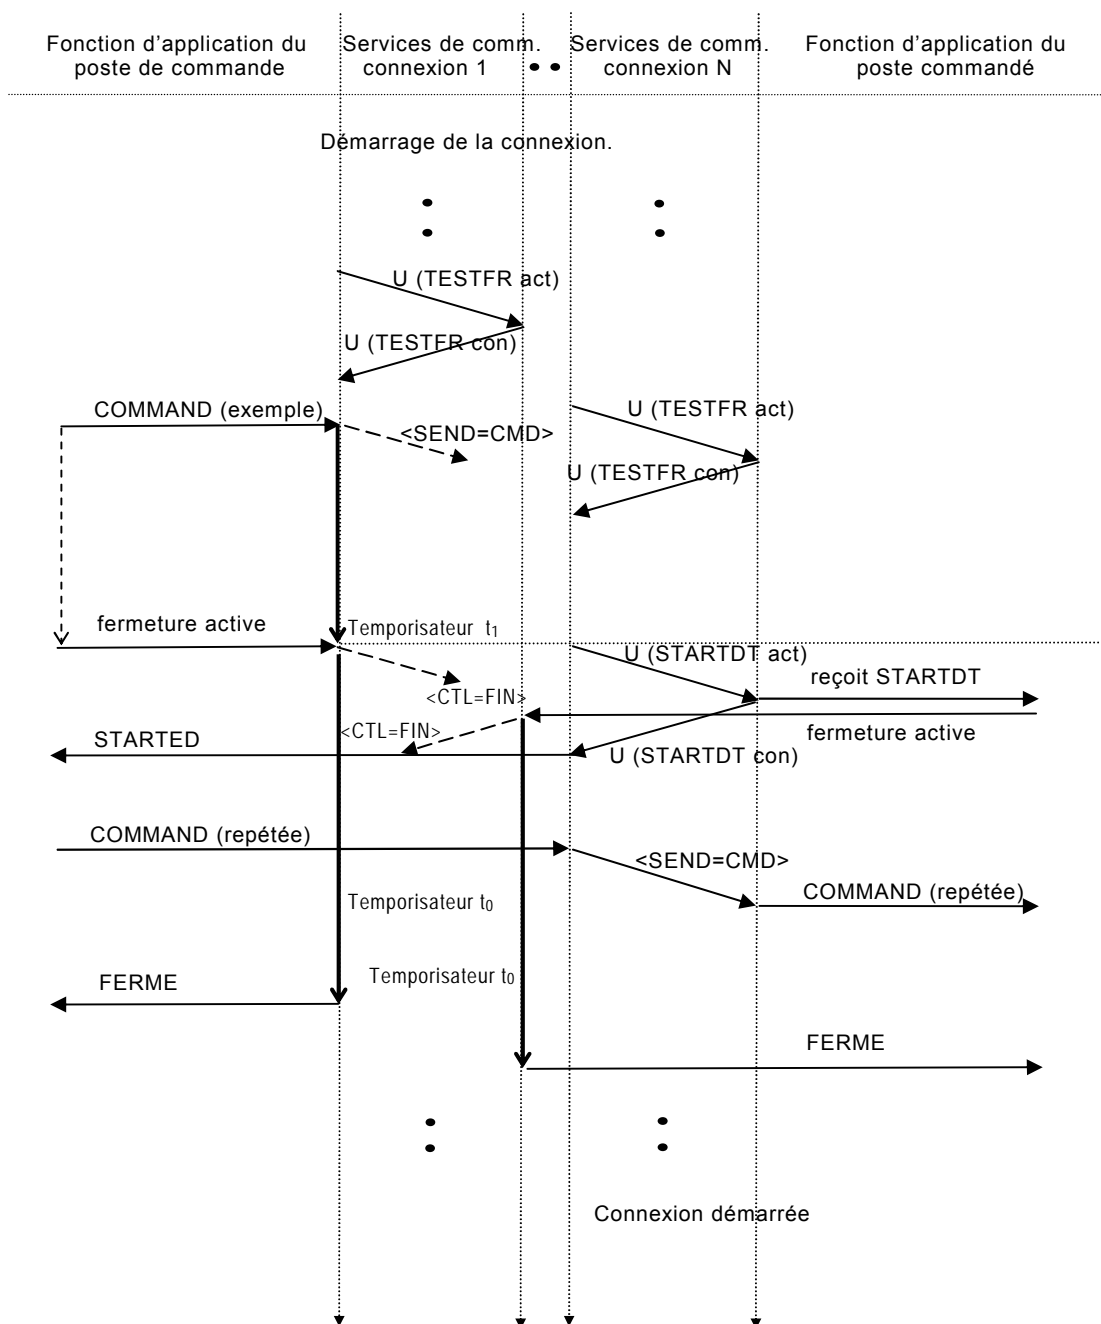 Fonction d'application du
poste de commande
Services de comm.
connexion 1
Services de comm.
connexion N
Fonction d'application du
poste commandé
Démarrage de la connexion.
U (TESTFR act)
U (TESTFR con)
COMMAND (exemple)
<SEND=CMD>
U (TESTFR act)
U (TESTFR con)
fermeture active
Temporisateur t1
U (STARTDT act)
reçoit STARTDT
<CTL=FIN>
<CTL=FIN>
fermeture active
STARTED
U (STARTDT con)
COMMAND (repétée)
<SEND=CMD>
COMMAND (repétée)
Temporisateur t0
Temporisateur t0
FERME
FERME
Connexion démarrée